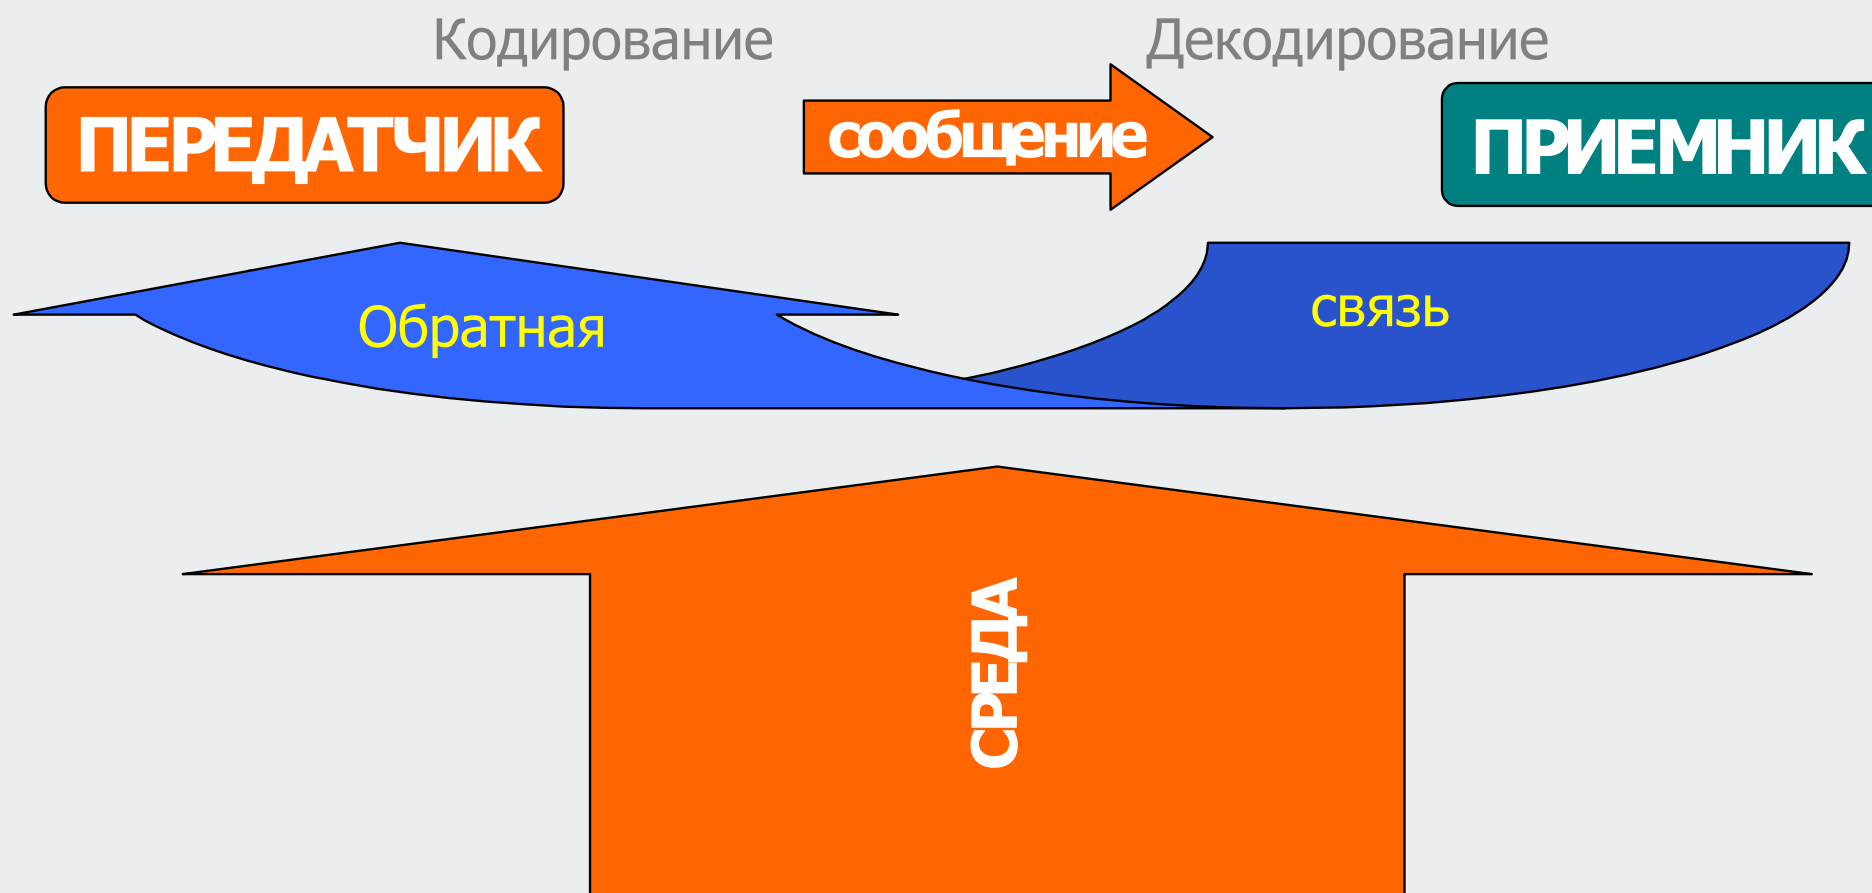 Кодирование
Декодирование
ПЕРЕДАТЧИК
сообщение
ПРИЕМНИК
Обратная
связь
СРЕДА